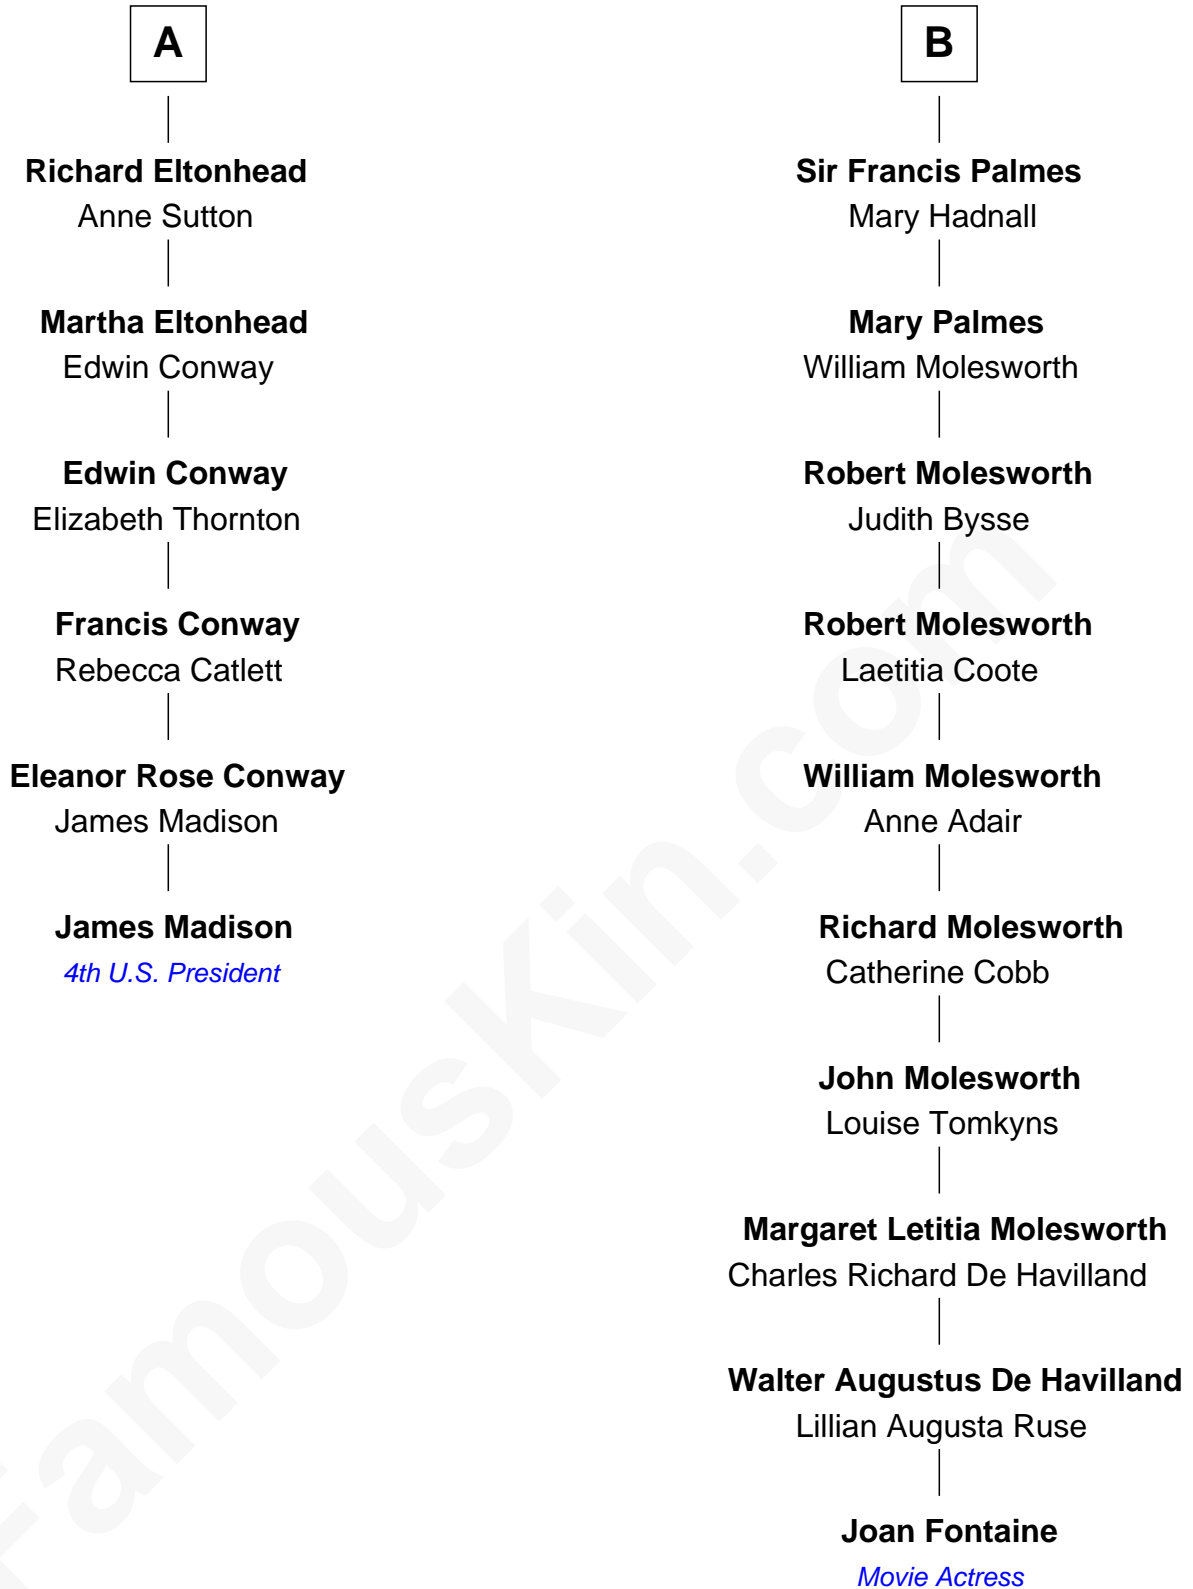 A
Richard Eltonhead
Anne Sutton
Martha Eltonhead
Edwin Conway
Edwin Conway
Elizabeth Thornton
Francis Conway
Rebecca Catlett
Eleanor Rose Conway
James Madison
James Madison
4th U.S. President
B
Sir Francis Palmes
Mary Hadnall
Mary Palmes
William Molesworth
Robert Molesworth
Judith Bysse
Robert Molesworth
Laetitia Coote
William Molesworth
Anne Adair
Richard Molesworth
Catherine Cobb
John Molesworth
Louise Tomkyns
Margaret Letitia Molesworth
Charles Richard De Havilland
Walter Augustus De Havilland
Lillian Augusta Ruse
Joan Fontaine
Movie Actress
FamousKin.com